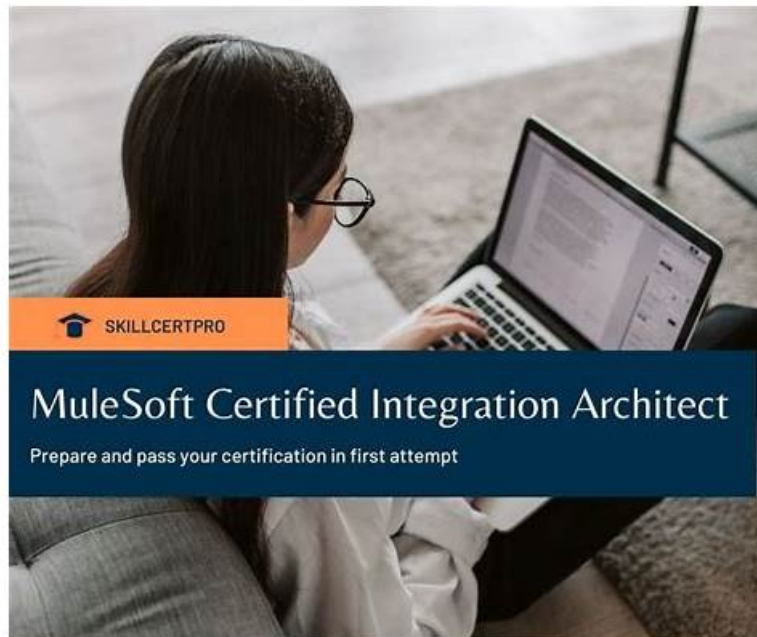 SKILLCERTPRO
MuleSoft Certified Integration Architect
Prepare and pass your certification in first attempt